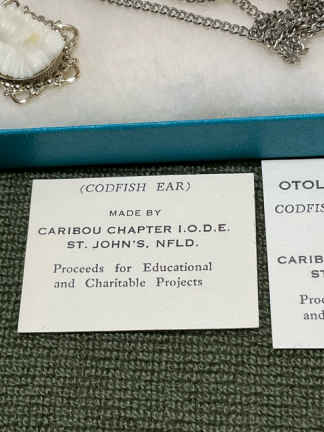 (CODFISH EAR)
MADE BY
CARIBOU CHAPTER I.O.D.E.
ST. JOHN'S, NFLD.
Proceeds for Educational
and Charitable Projects
OTOL
CODFIS
CARIB
ST
Proc
and